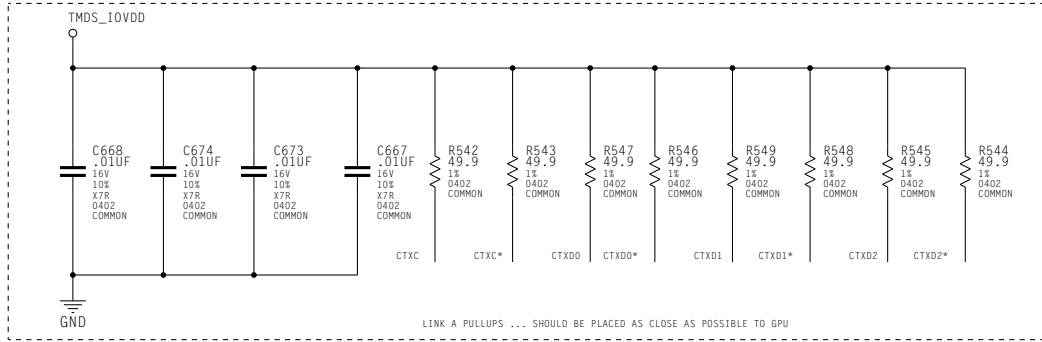 TMDS_IOVDD
C668
.01UF
16V
10%
X7R
0402
COMMON
C674
.01UF
16V
10%
X7R
0402
COMMON
C673
.01UF
16V
10%
X7R
0402
COMMON
C667
.01UF
16V
10%
X7R
0402
COMMON
R542
49.9
1%
0402
COMMON
R543
49.9
1%
0402
COMMON
R547
49.9
1%
0402
COMMON
R546
49.9
1%
0402
COMMON
R549
49.9
1%
0402
COMMON
R548
49.9
1%
0402
COMMON
R545
49.9
1%
0402
COMMON
R544
49.9
1%
0402
COMMON
CTXC
CTXC*
CTXD0
CTXD0*
CTXD1
CTXD1*
CTXD2
CTXD2*
GND
LINK A PULLUPS ... SHOULD BE PLACED AS CLOSE AS POSSIBLE TO GPU